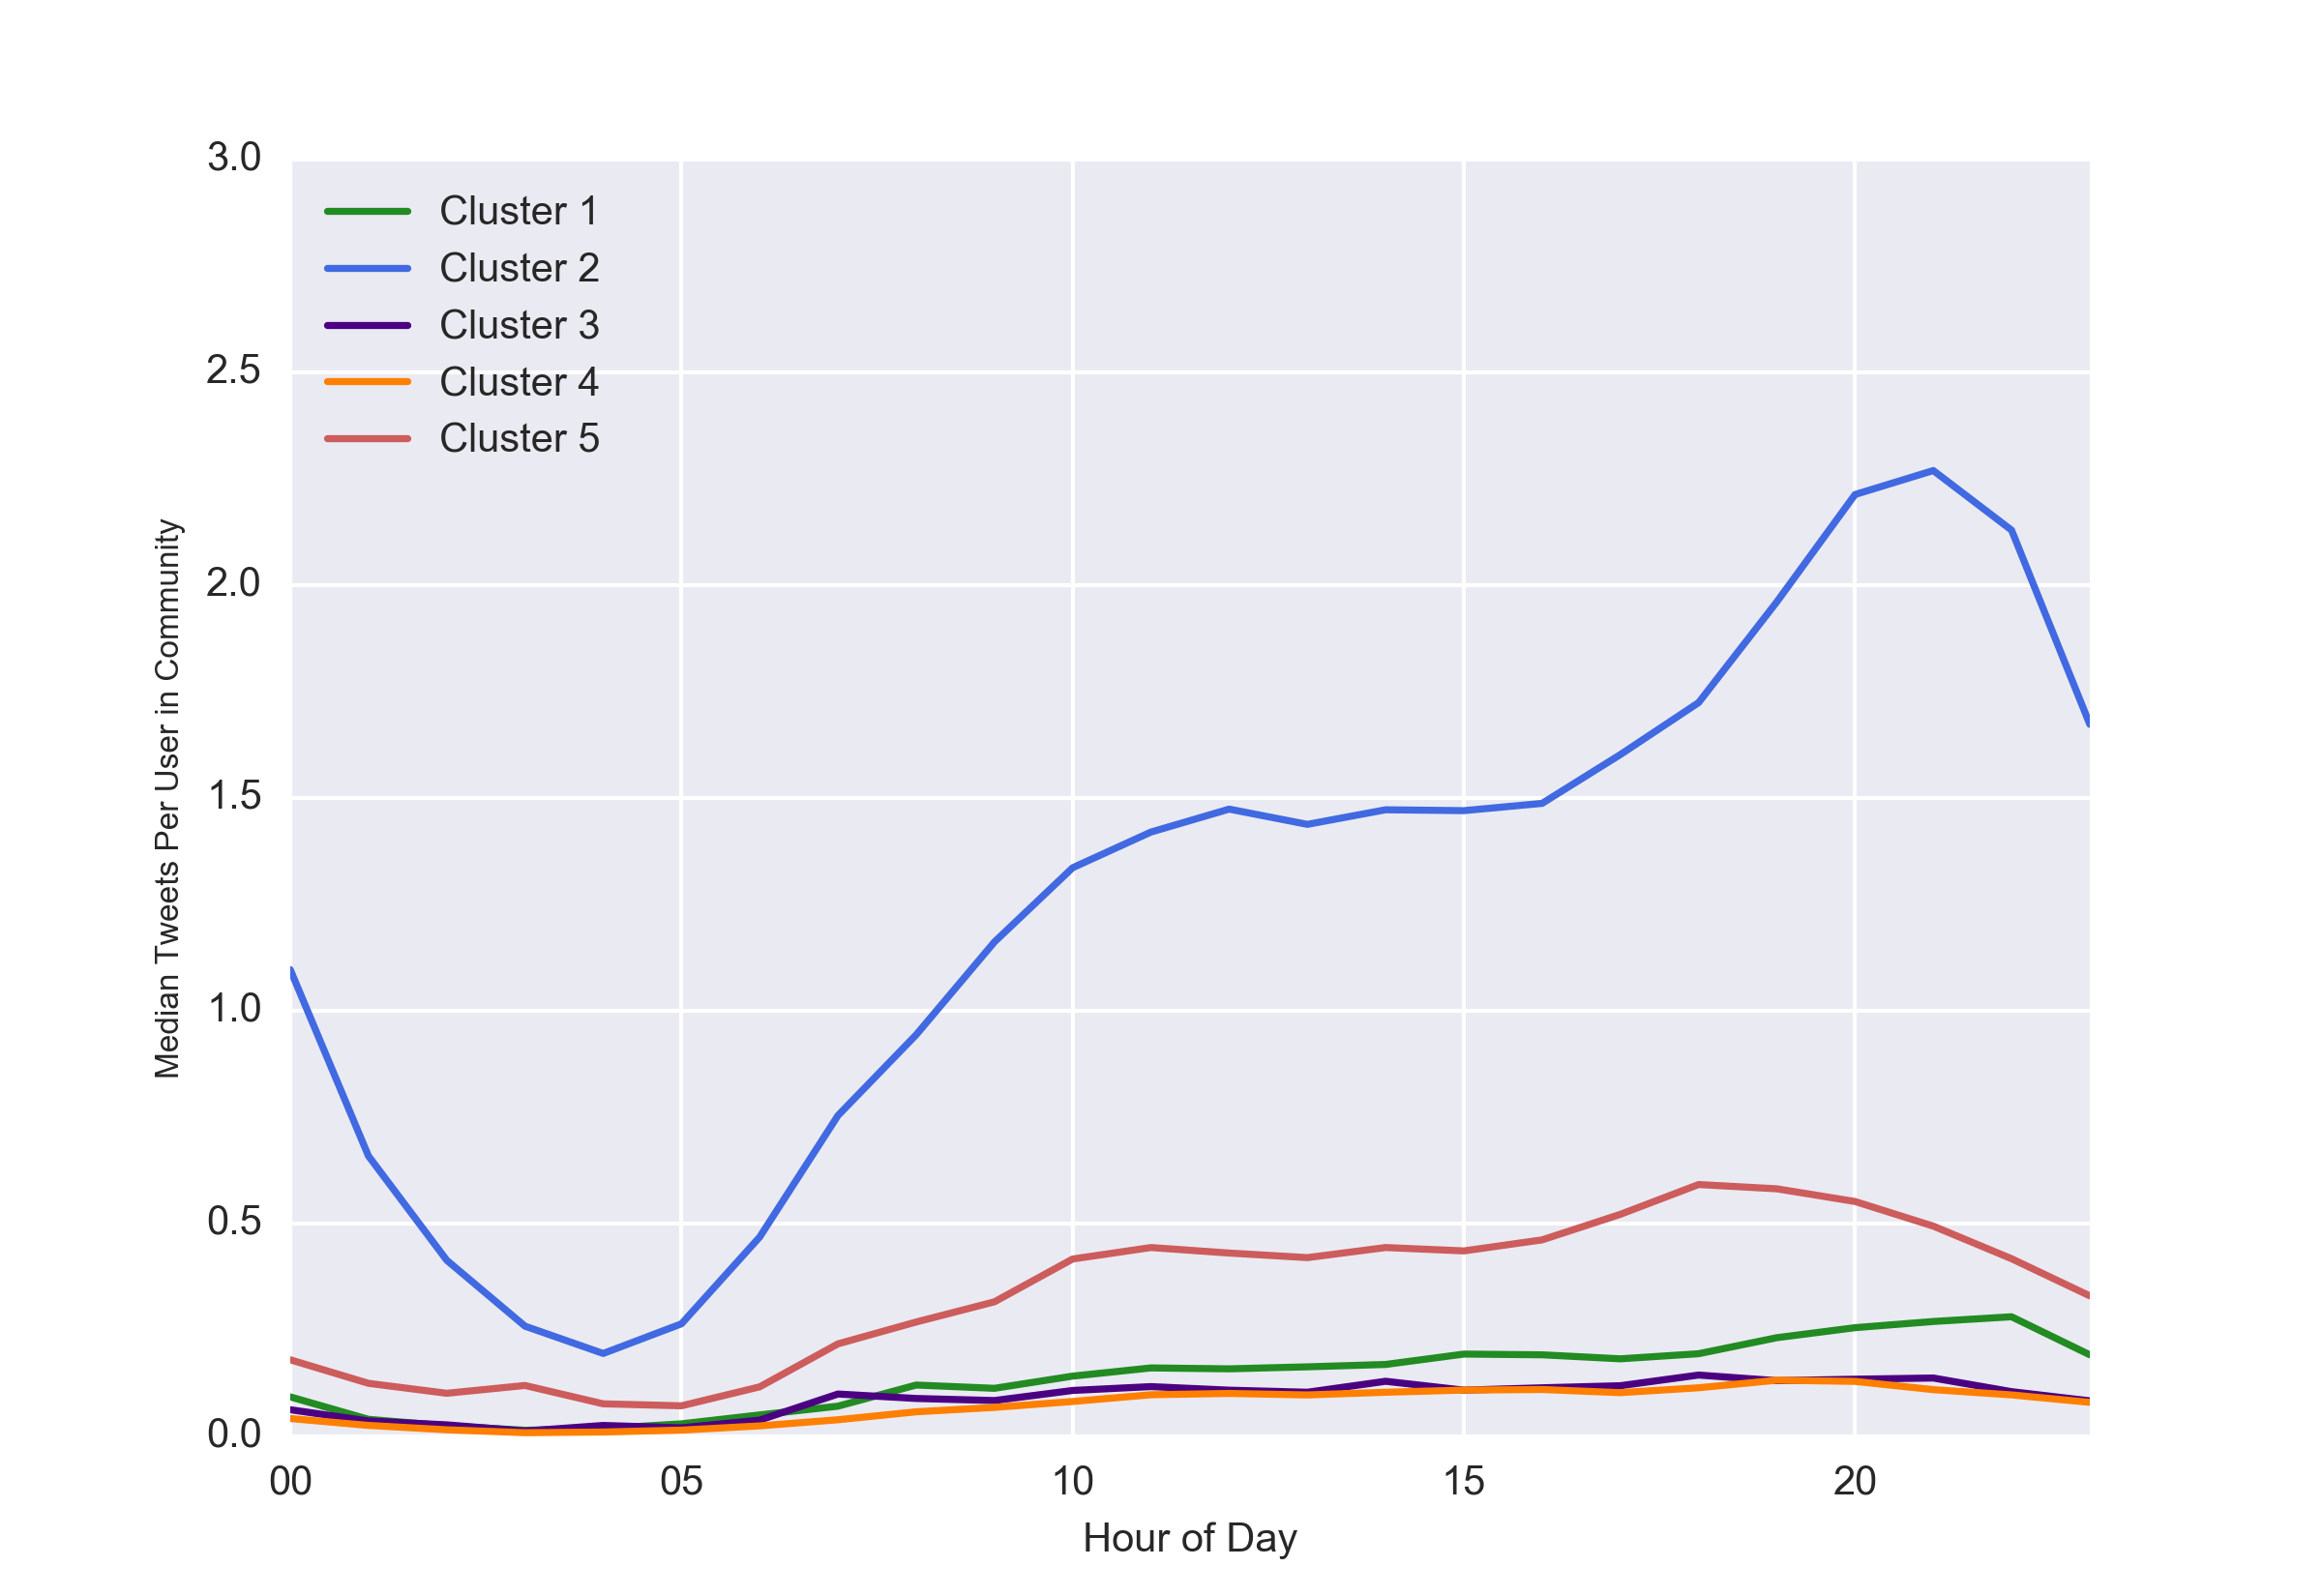 3.0
2.5
2.0
1.5
1.0
0.5
0.0
Median Tweets Per User in Community
Cluster 1
Cluster 2
Cluster 3
Cluster 4
Cluster 5
00 05 10 15 20
Hour of Day